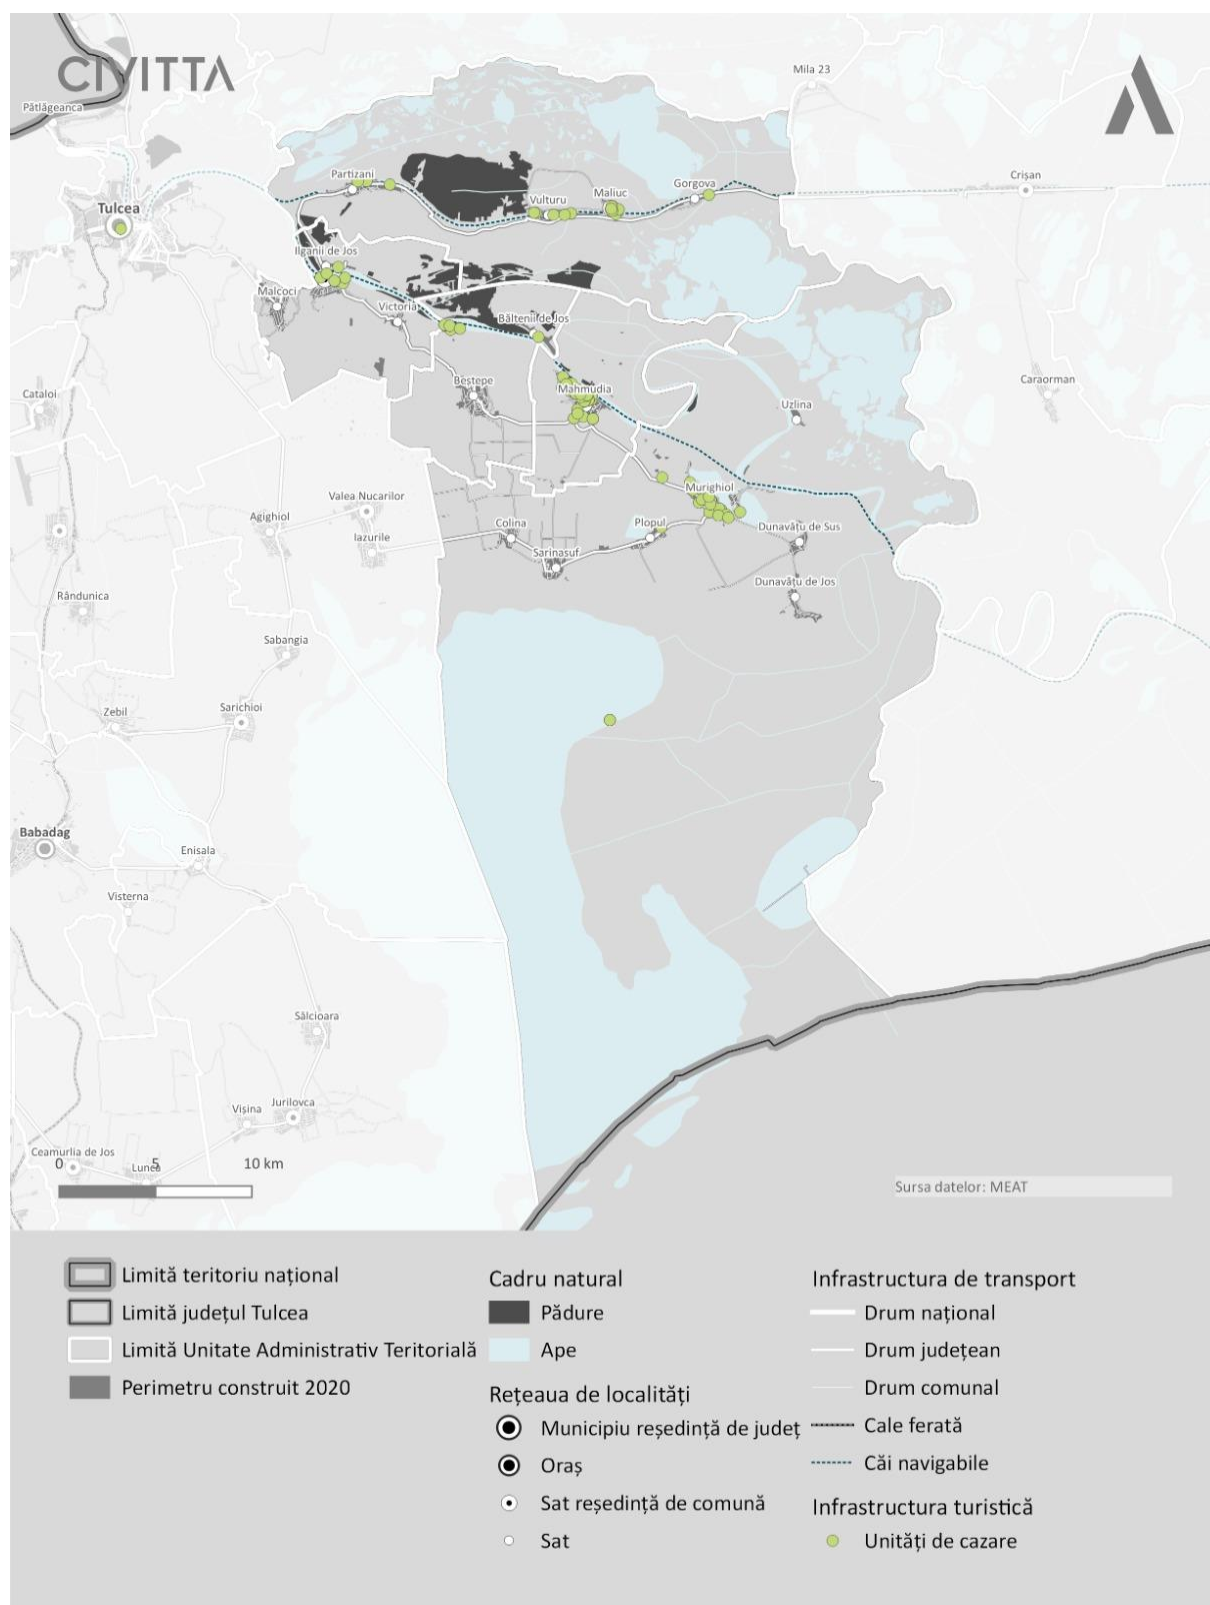 CIVITTA
Mila 23
Pătlăgeanca
Partizani
Crișan
Gorgova
Maliuc
Vulturu
Tulcea
Ilganii de Jos
Malcoci
Victoria
Băltenii de Jos
Beștepe
Mahmudia
Caraorman
Cataloi
Uzlina
Murighiol
Valea Nucarilor
Agighiol
Colina
Plopul
Dunavățu de Sus
Iazurile
Sarinasuf
Dunavățu de Jos
Rândunica
Sabangia
Zebil
Sarichioi
Babadag
Enisala
Visterna
Sălcioara
Vișina
Jurilovca
Ceamurlia de Jos
Lunca
0 5 10 km
Sursa datelor: MEAT
Limită teritoriu național
Limită județul Tulcea
Limită Unitate Administrativ Teritorială
Perimetru construit 2020
Cadru natural
Pădure
Ape
Rețeaua de localități
Municipiu reședință de județ
Oraș
Sat reședință de comună
Sat
Infrastructura de transport
Drum național
Drum județean
Drum comunal
Cale ferată
Căi navigabile
Infrastructura turistică
Unități de cazare